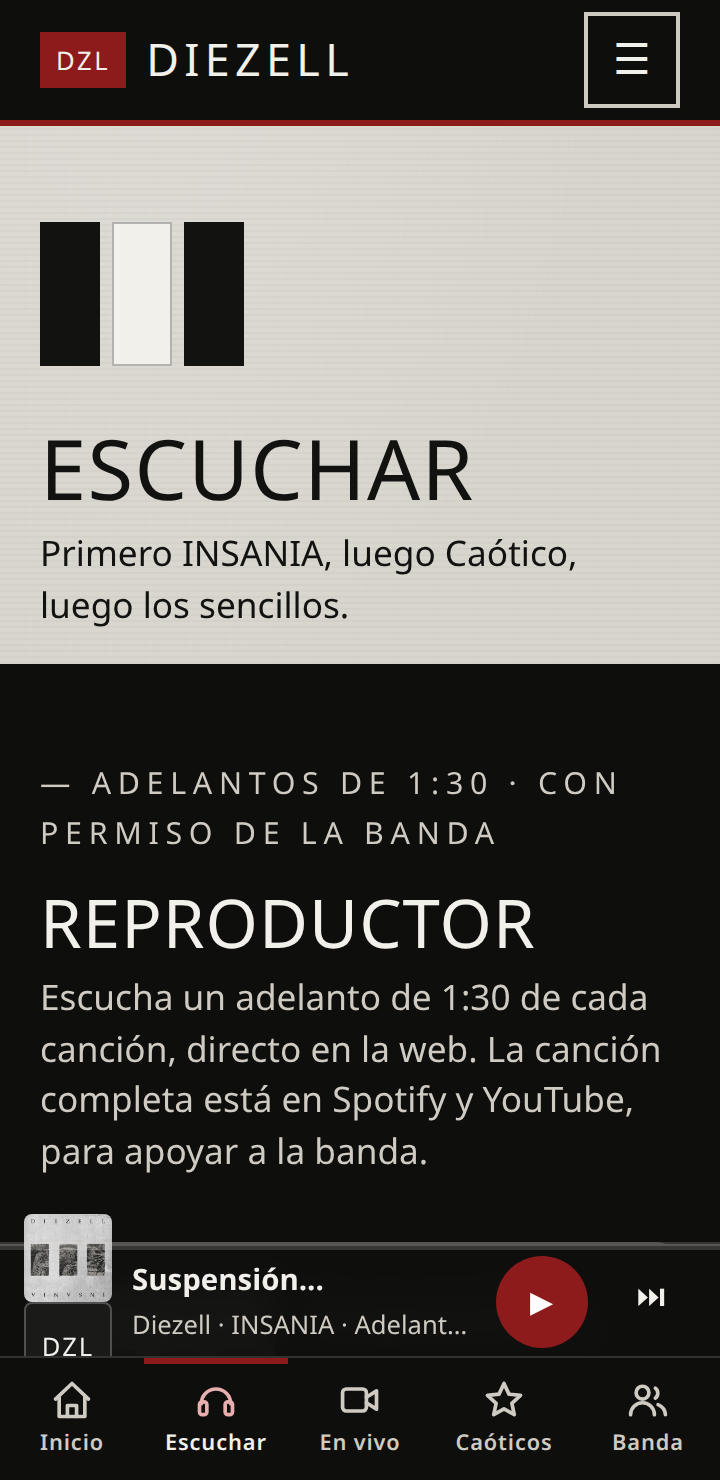 DZL DIEZELL
ESCUCHAR
Primero INSANIA, luego Caótico,
luego los sencillos.
— ADELANTOS DE 1:30 · CON
PERMISO DE LA BANDA
REPRODUCTOR
Escucha un adelanto de 1:30 de cada
canción, directo en la web. La canción
completa está en Spotify y YouTube,
para apoyar a la banda.
DIEZELL
Suspensión...
Diezell · INSANIA · Adelant...
DZL
Inicio
Escuchar
En vivo
Caóticos
Banda